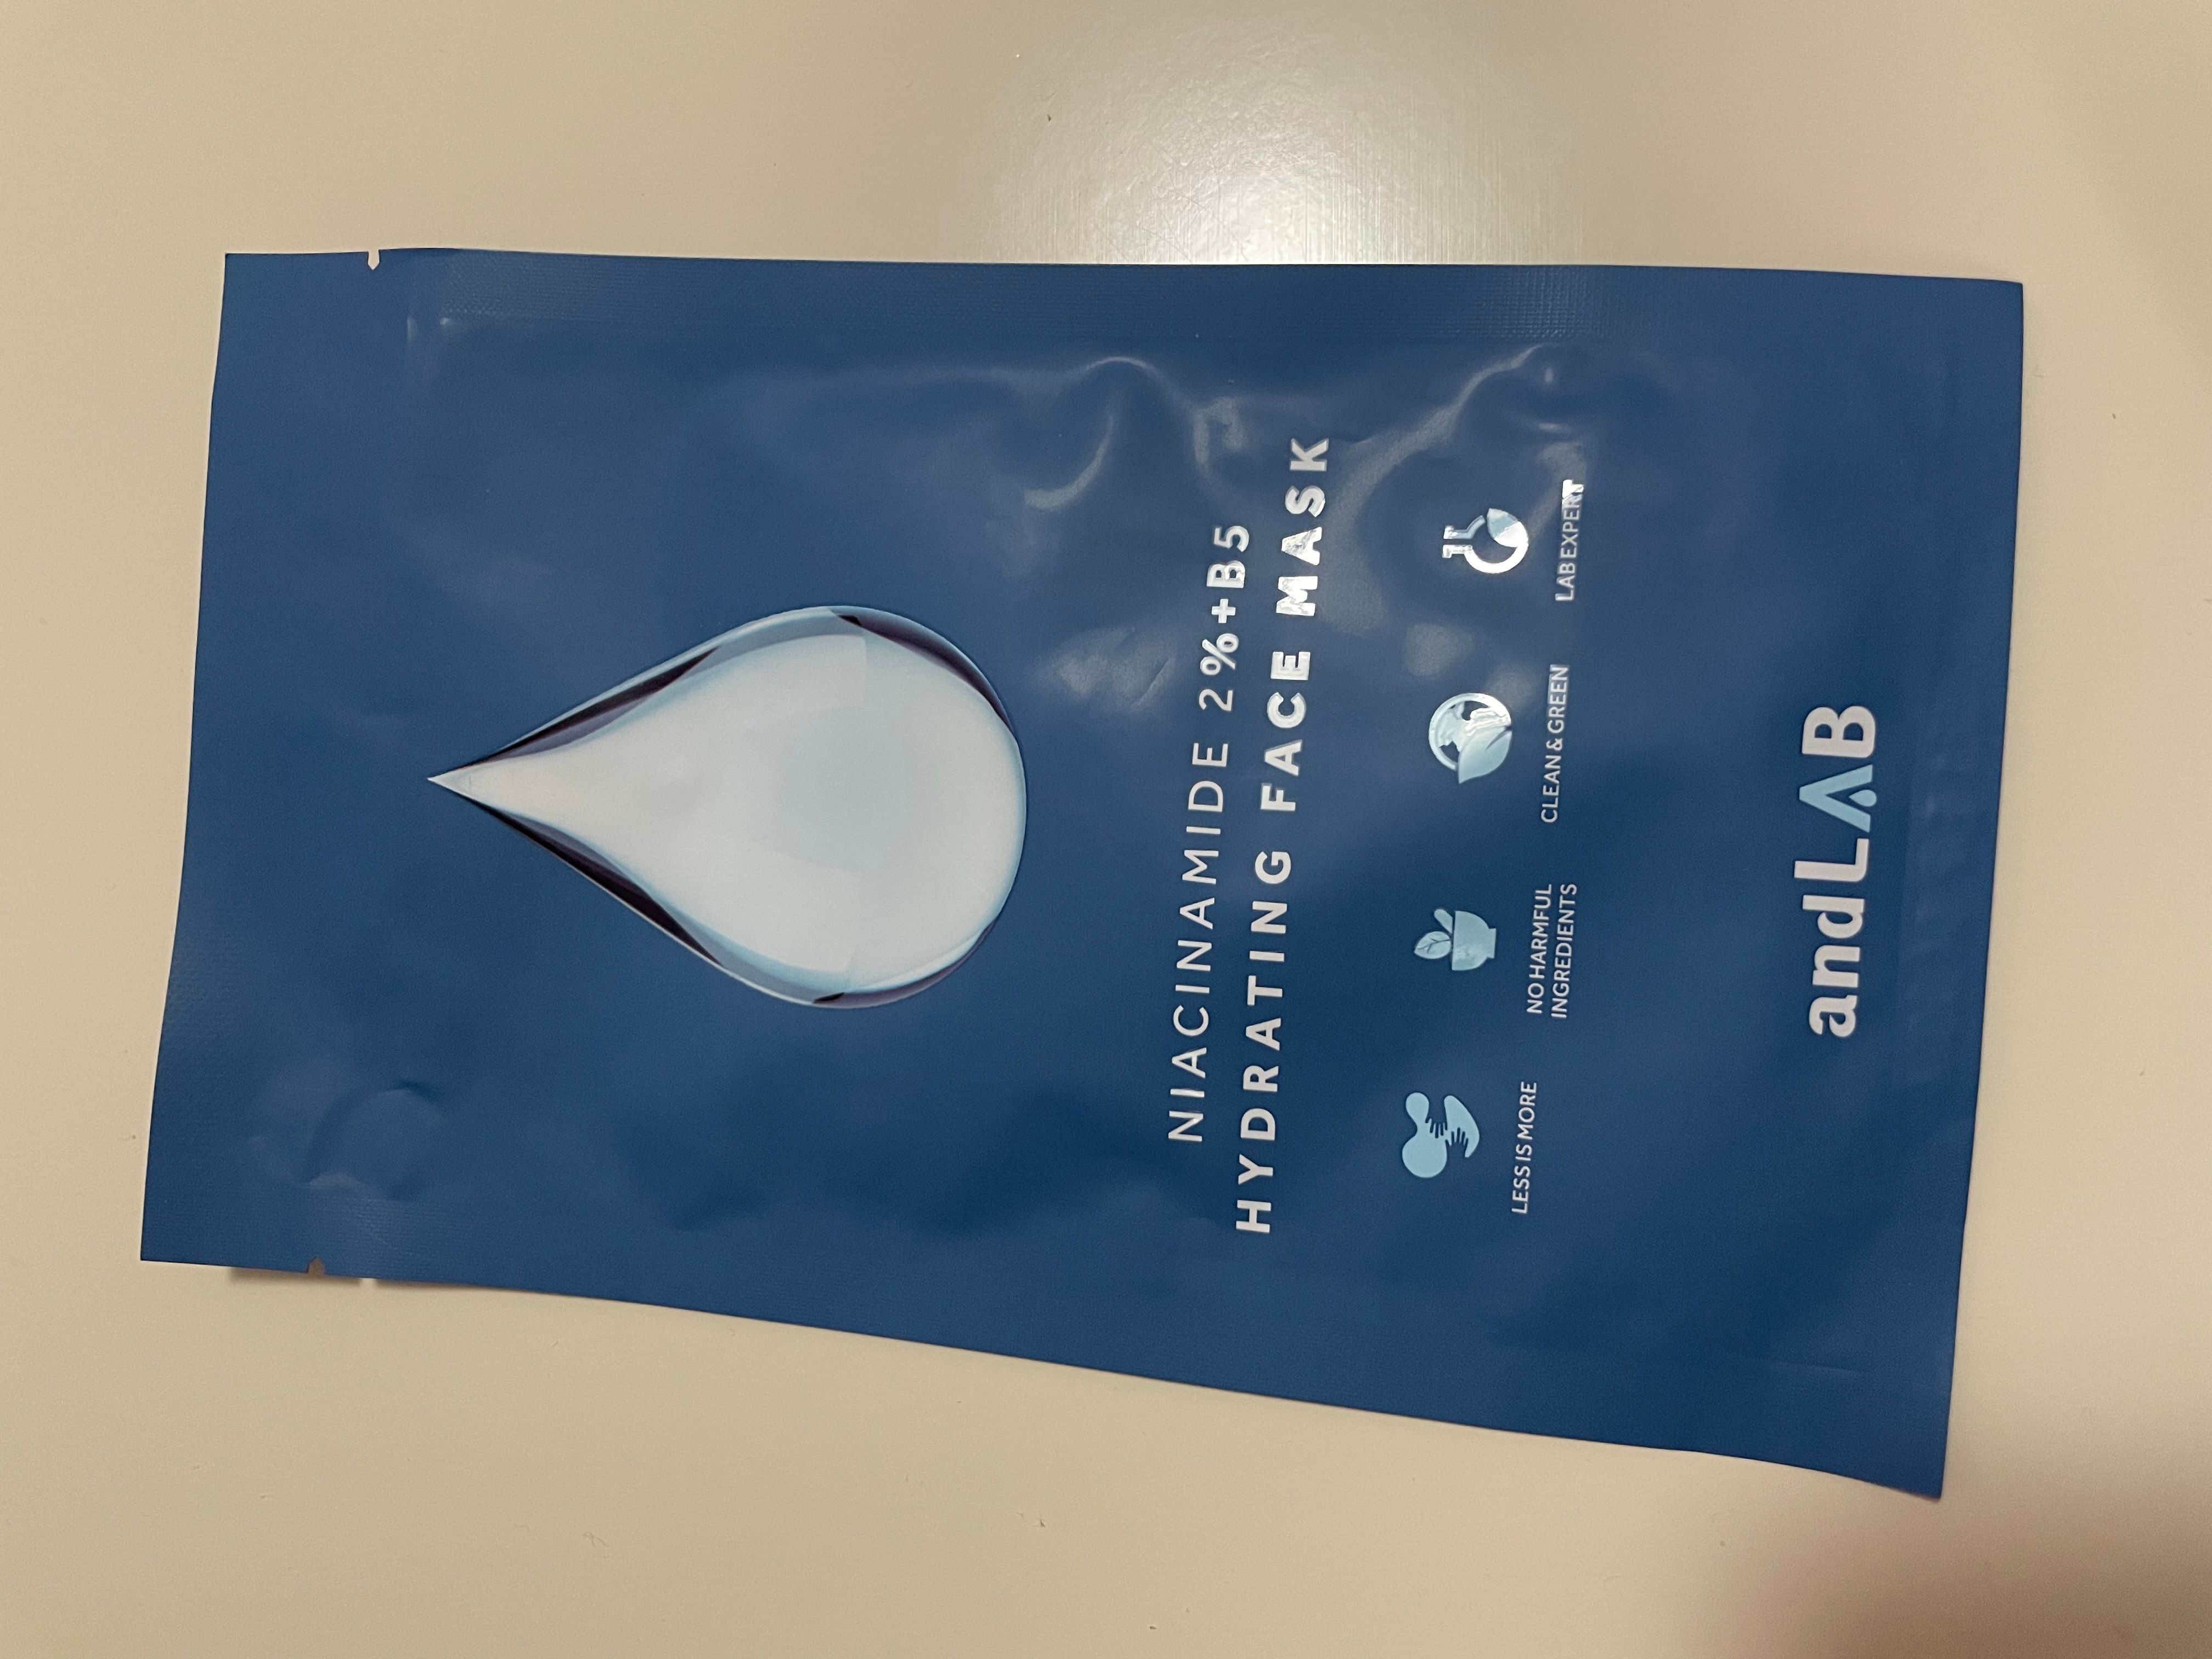 NIACINAMIDE 2%+B5
HYDRATING FACE MASK
LESS IS MORE
NO HARMFUL
INGREDIENTS
CLEAN & GREEN
LAB EXPERT
andLAB